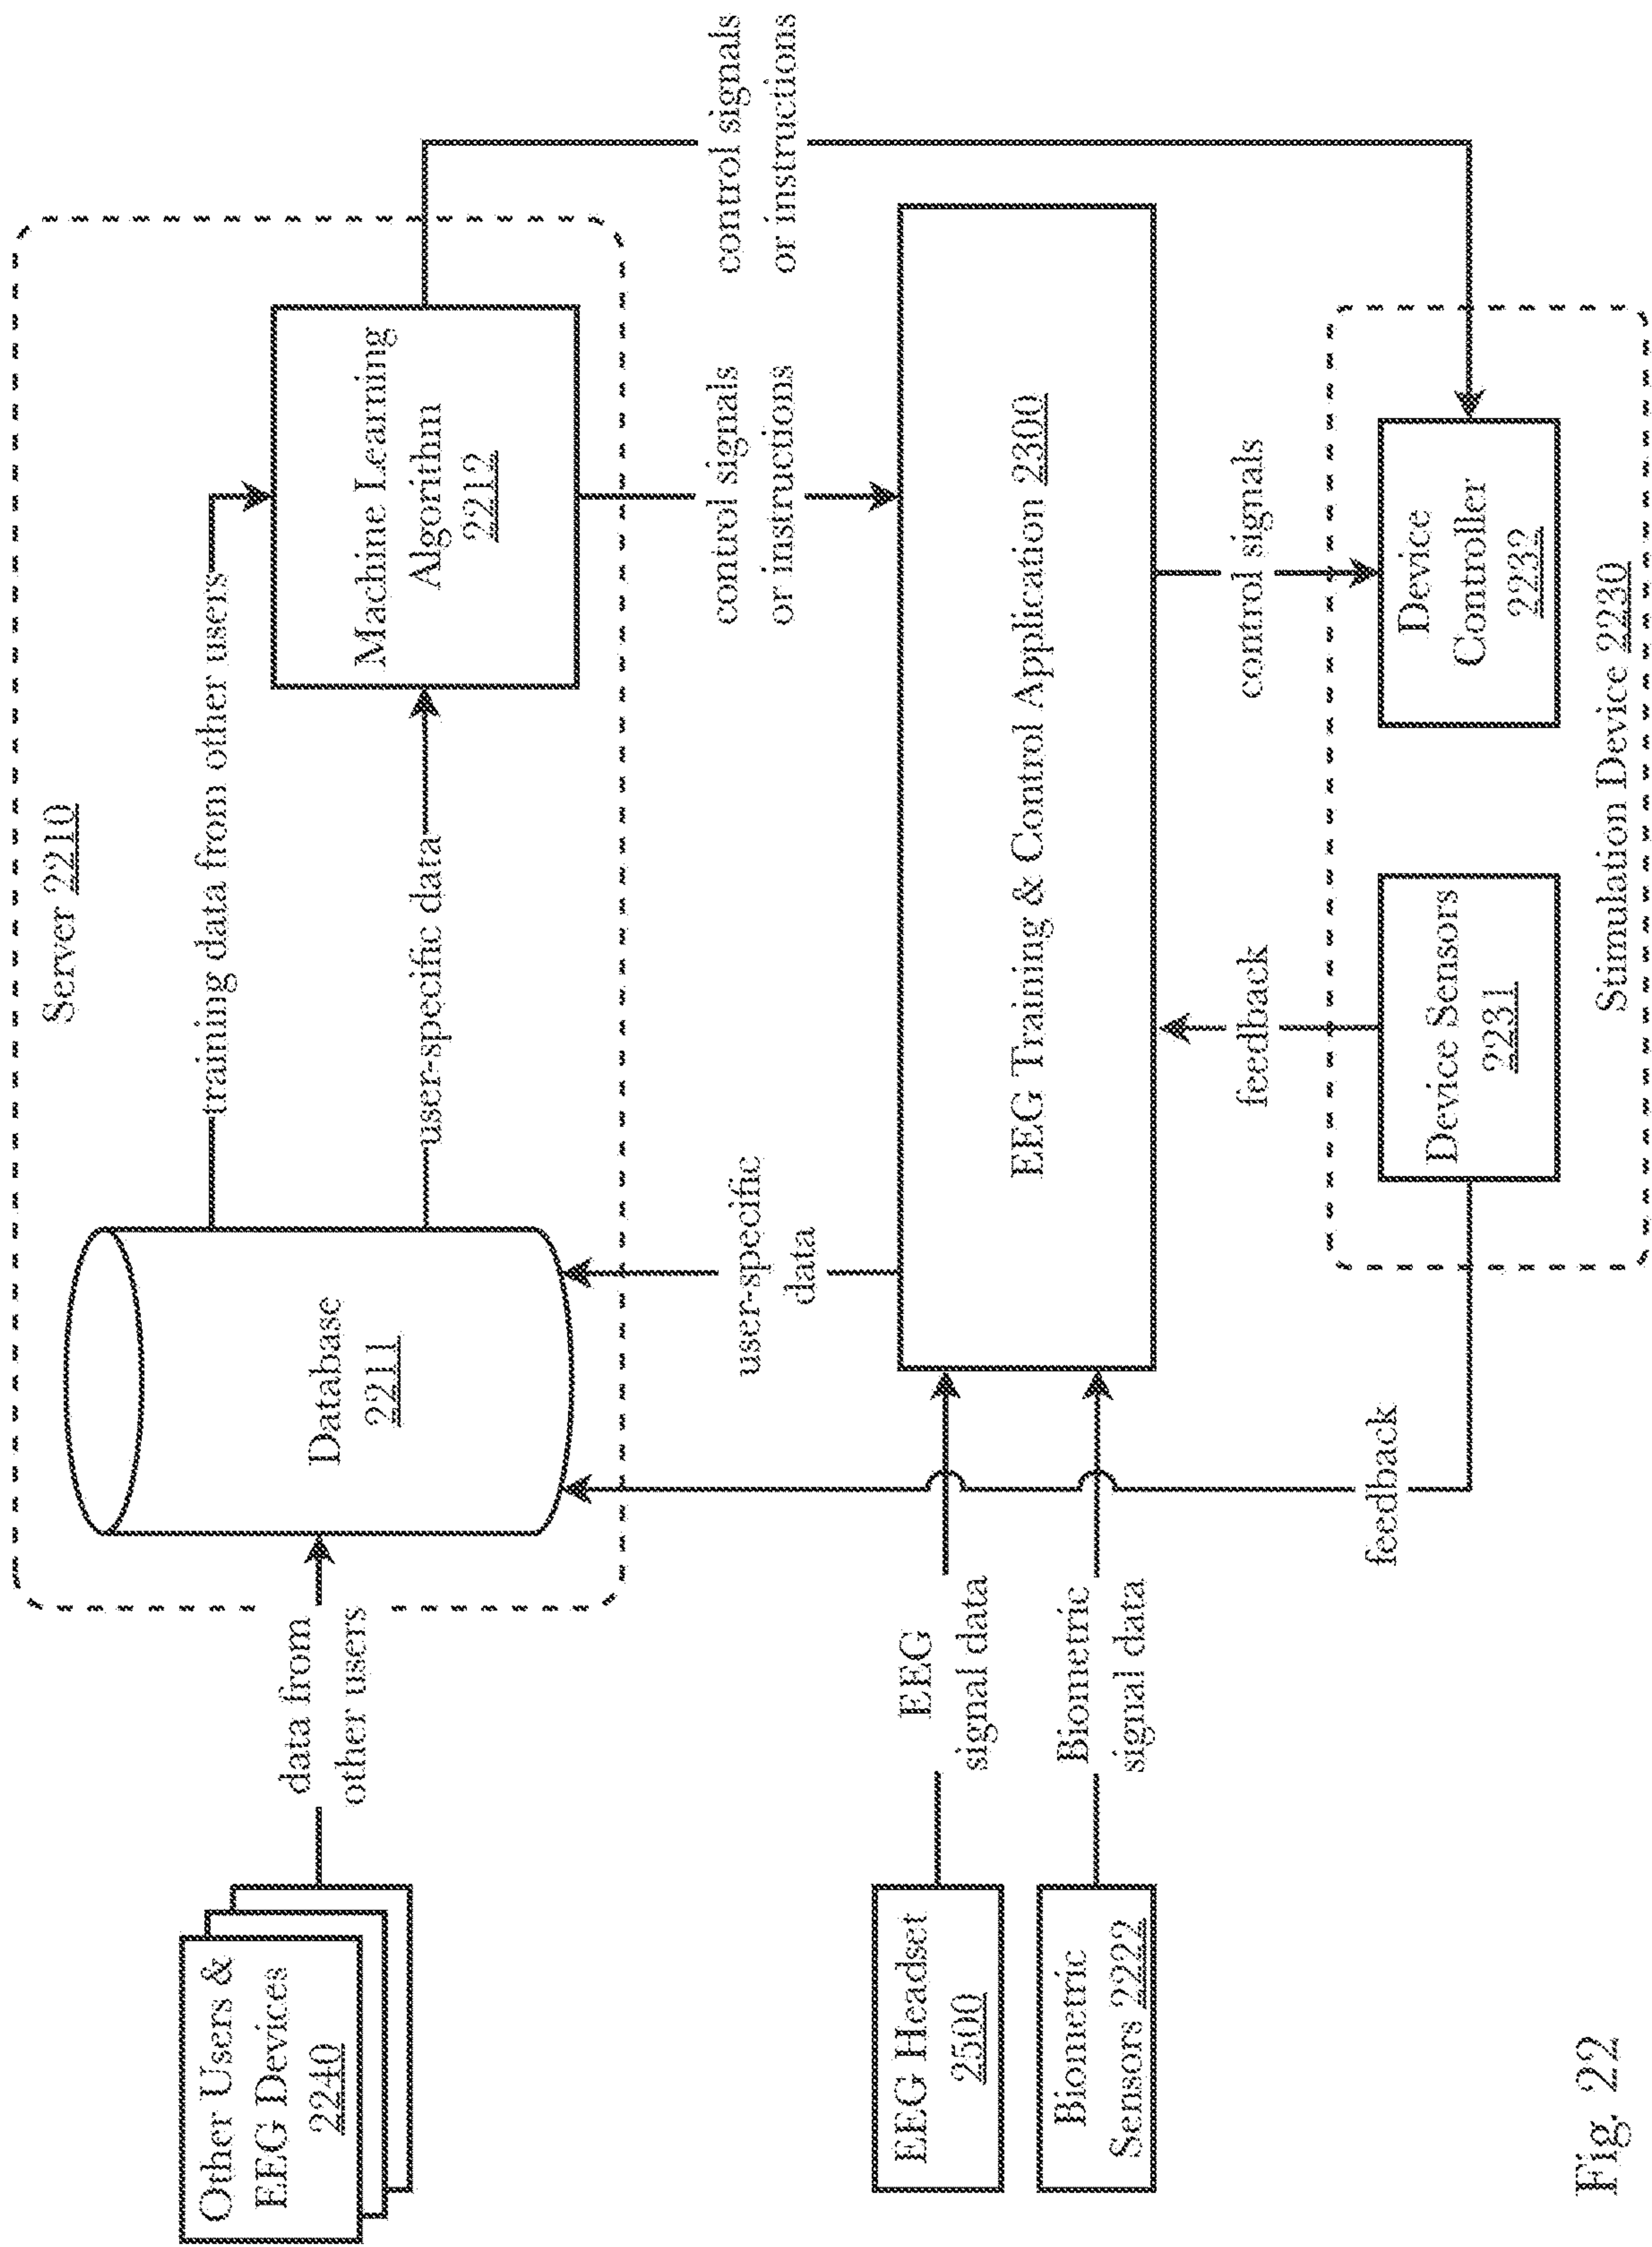 Server 2210
Other Users &
EEG Devices
2240
data from
other users
Database
2211
training data from other users
user-specific data
Machine Learning
Algorithm
2212
user-specific
data
control signals
or instructions
control signals
or instructions
EEG Headset
2500
EEG
signal data
Biometric
Sensors 2222
Biometric
signal data
EEG Training & Control Application 2300
feedback
feedback
control signals
Device Sensors
2231
Device
Controller
2232
Stimulation Device 2230
Fig. 22